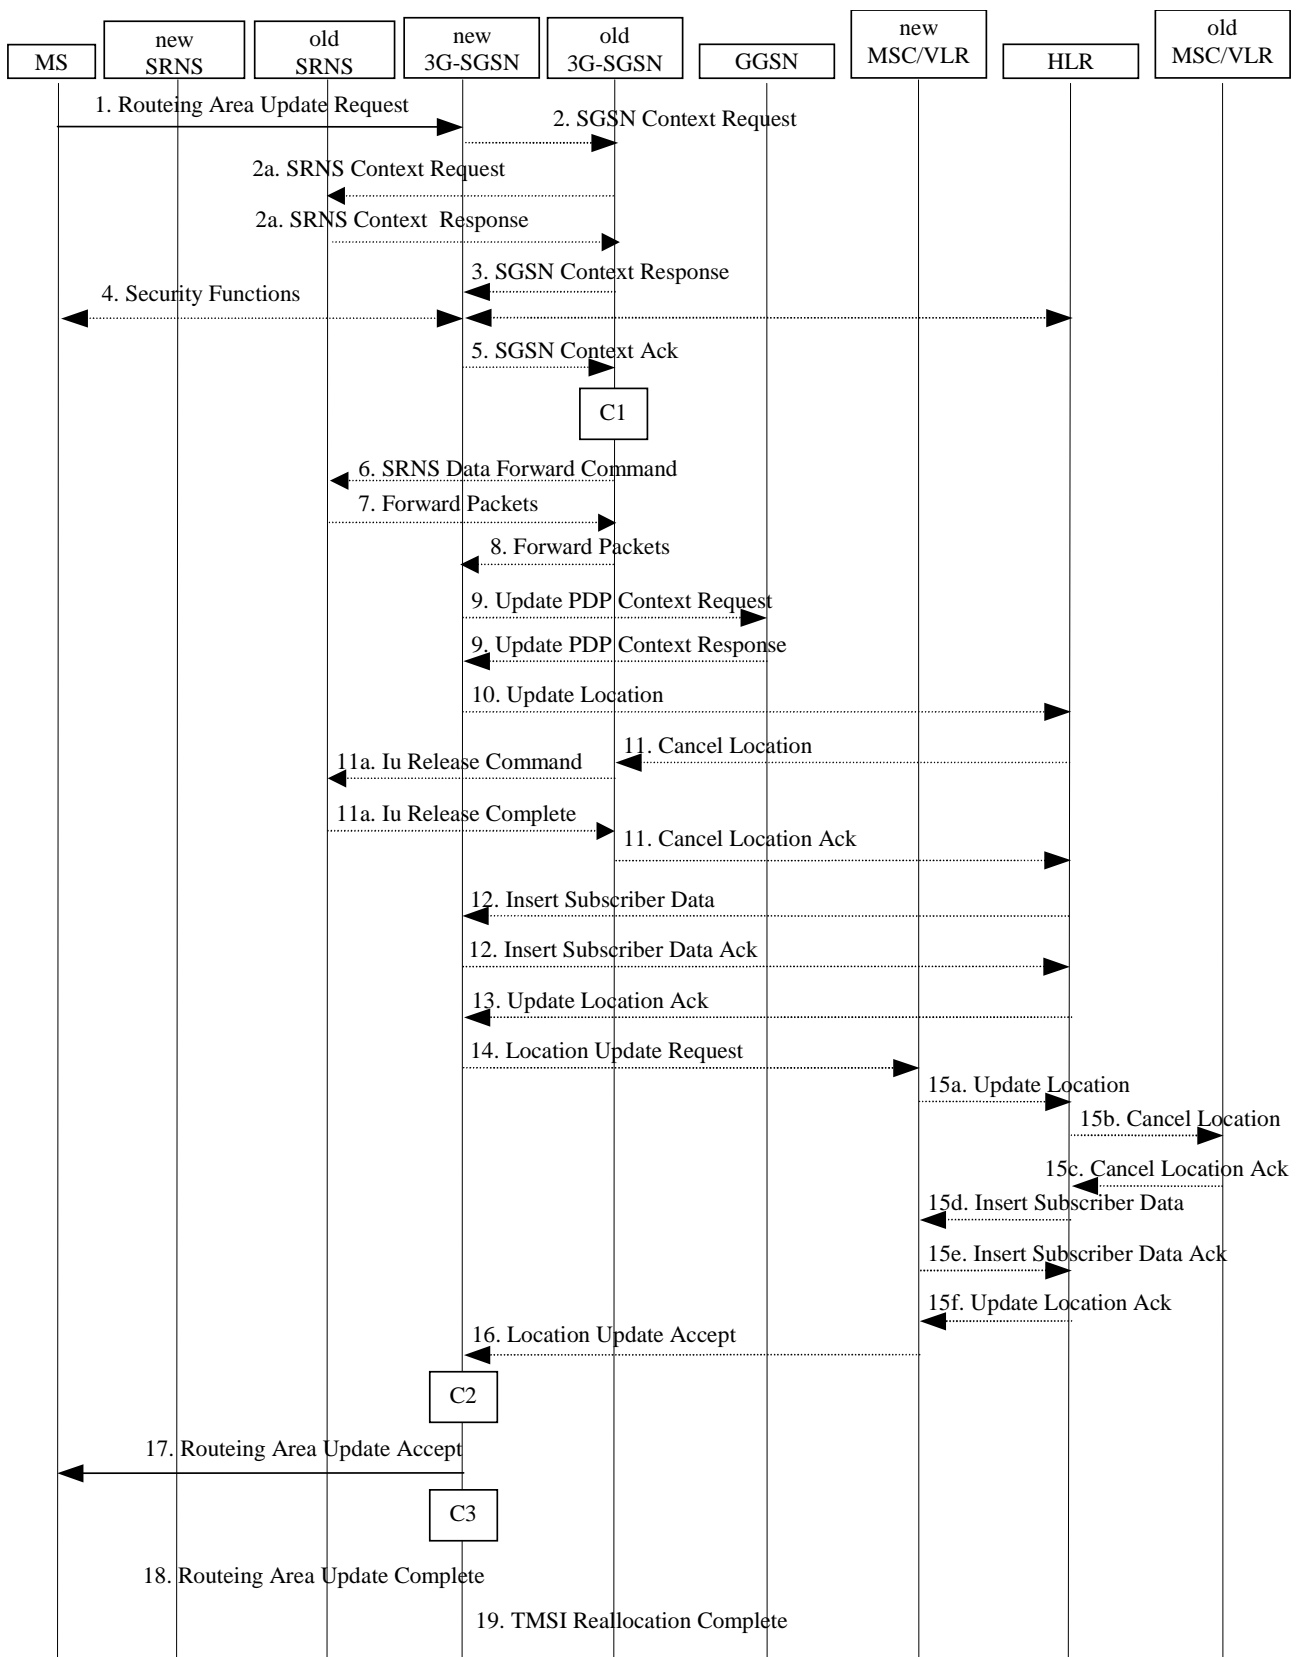 MS
new
SRNS
old
SRNS
new
3G-SGSN
old
3G-SGSN
GGSN
new
MSC/VLR
HLR
old
MSC/VLR
1. Routeing Area Update Request
2. SGSN Context Request
2a. SRNS Context Request
2a. SRNS Context Response
3. SGSN Context Response
4. Security Functions
5. SGSN Context Ack
C1
6. SRNS Data Forward Command
7. Forward Packets
8. Forward Packets
9. Update PDP Context Request
9. Update PDP Context Response
10. Update Location
11. Cancel Location
11a. Iu Release Command
11a. Iu Release Complete
11. Cancel Location Ack
12. Insert Subscriber Data
12. Insert Subscriber Data Ack
13. Update Location Ack
14. Location Update Request
15a. Update Location
15b. Cancel Location
15c. Cancel Location Ack
15d. Insert Subscriber Data
15e. Insert Subscriber Data Ack
15f. Update Location Ack
16. Location Update Accept
C2
17. Routeing Area Update Accept
C3
18. Routeing Area Update Complete
19. TMSI Reallocation Complete